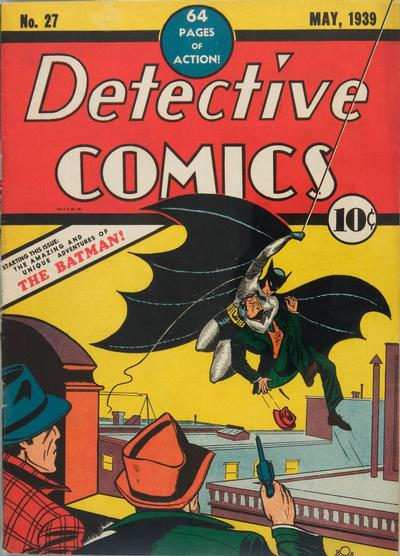 No. 27
64
PAGES
OF
ACTION!
MAY, 1939
Detective
COMICS
10¢
STARTING THIS ISSUE:
THE AMAZING AND
UNIQUE ADVENTURES OF
THE BATMAN!
BOB